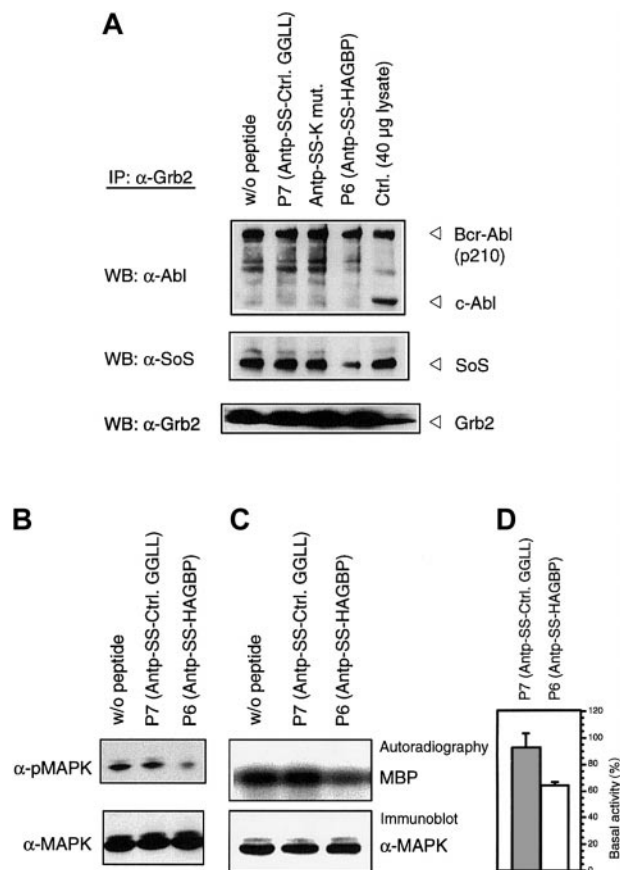 A
w/o peptide
P7 (Antp-SS-Ctrl. GGLL)
Antp-SS-K mut.
P6 (Antp-SS-HAGBP)
Ctrl. (40 µg lysate)
IP: α-Grb2
WB: α-Abl
Bcr-Abl
(p210)
c-Abl
WB: α-SoS
SoS
WB: α-Grb2
Grb2
B
w/o peptide
P7 (Antp-SS-Ctrl. GGLL)
P6 (Antp-SS-HAGBP)
α-pMAPK
α-MAPK
C
w/o peptide
P7 (Antp-SS-Ctrl. GGLL)
P6 (Antp-SS-HAGBP)
Autoradiography
MBP
Immunoblot
α-MAPK
D
P7 (Antp-SS-Ctrl. GGLL)
P6 (Antp-SS-HAGBP)
120
100
80
60
40
20
0
Basal activity (%)